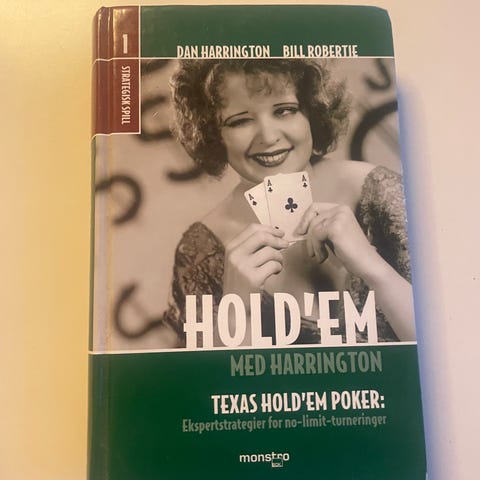 1
STRATEGISK SPILL
DAN HARRINGTON BILL ROBERTIE
A
A
A
HOLD'EM
MED HARRINGTON
TEXAS HOLD'EM POKER:
Ekspertstrategier for no-limit-turneringer
monstro